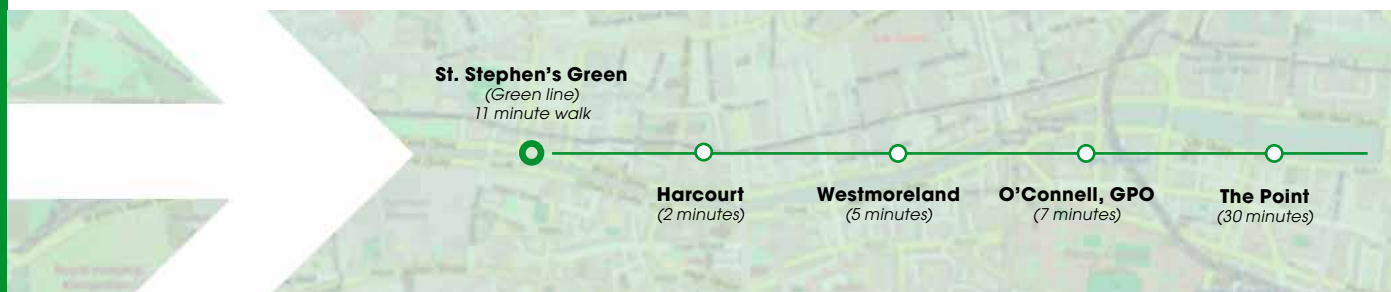 St. Stephen's Green
(Green line)
11 minute walk
Harcourt
(2 minutes)
Westmoreland
(5 minutes)
O'Connell, GPO
(7 minutes)
The Point
(30 minutes)